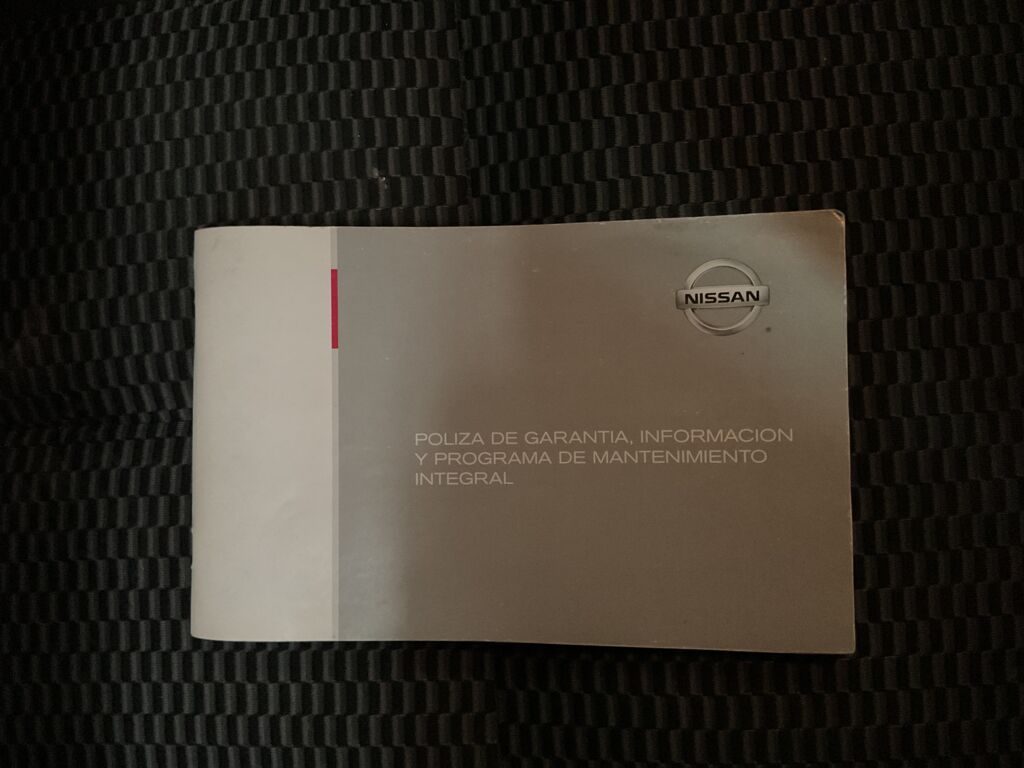 NISSAN
POLIZA DE GARANTIA, INFORMACION
Y PROGRAMA DE MANTENIMIENTO
INTEGRAL